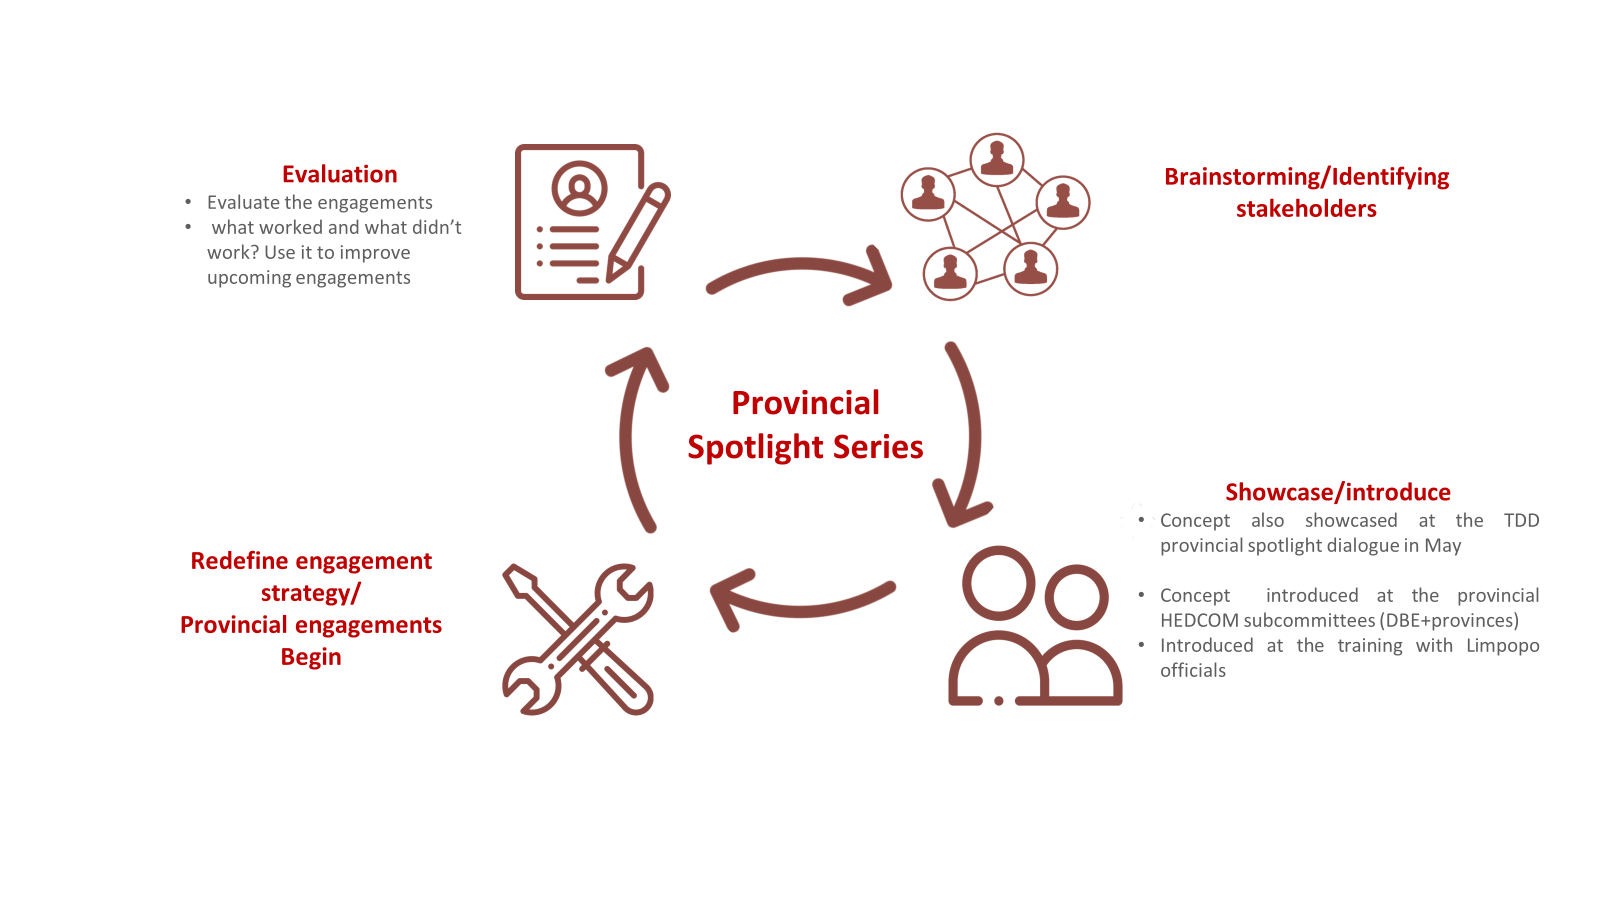 Evaluation
• Evaluate the engagements
• what worked and what didn’t
work? Use it to improve
upcoming engagements
Brainstorming/Identifying
stakeholders
Provincial
Spotlight Series
Showcase/introduce
• Concept also showcased at the TDD
provincial spotlight dialogue in May
• Concept introduced at the provincial
HEDCOM subcommittees (DBE+provinces)
• Introduced at the training with Limpopo
officials
Redefine engagement
strategy/
Provincial engagements
Begin